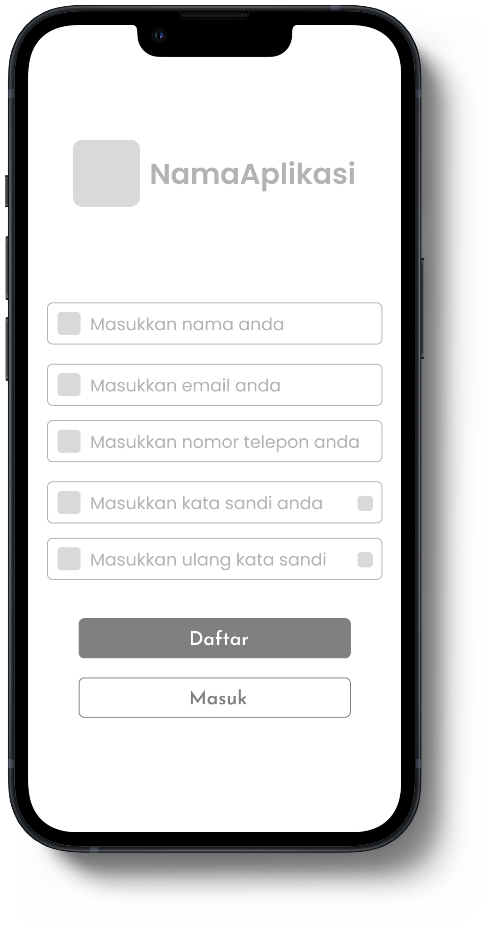 NamaAplikasi
Masukkan nama anda
Masukkan email anda
Masukkan nomor telepon anda
Masukkan kata sandi anda
Masukkan ulang kata sandi
Daftar
Masuk